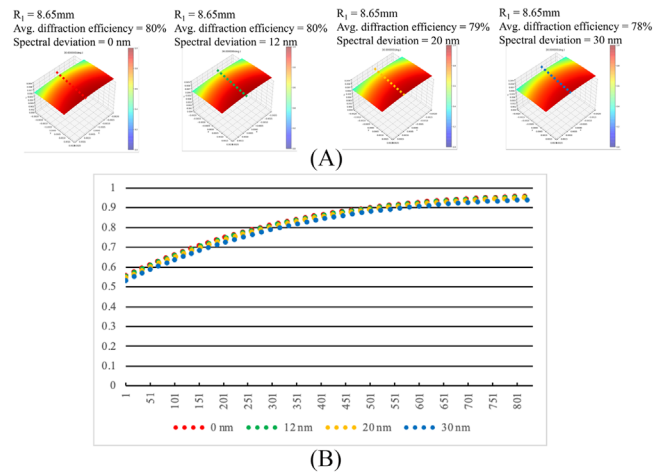 R1 = 8.65mm
Avg. diffraction efficiency = 80%
Spectral deviation = 0 nm
R1 = 8.65mm
Avg. diffraction efficiency = 80%
Spectral deviation = 12 nm
R1 = 8.65mm
Avg. diffraction efficiency = 79%
Spectral deviation = 20 nm
R1 = 8.65mm
Avg. diffraction efficiency = 78%
Spectral deviation = 30 nm
(A)
1
0.9
0.8
0.7
0.6
0.5
0.4
0.3
0.2
0.1
0
1 51 101 151 201 251 301 351 401 451 501 551 601 651 701 751 801
0 nm 12 nm 20 nm 30 nm
(B)